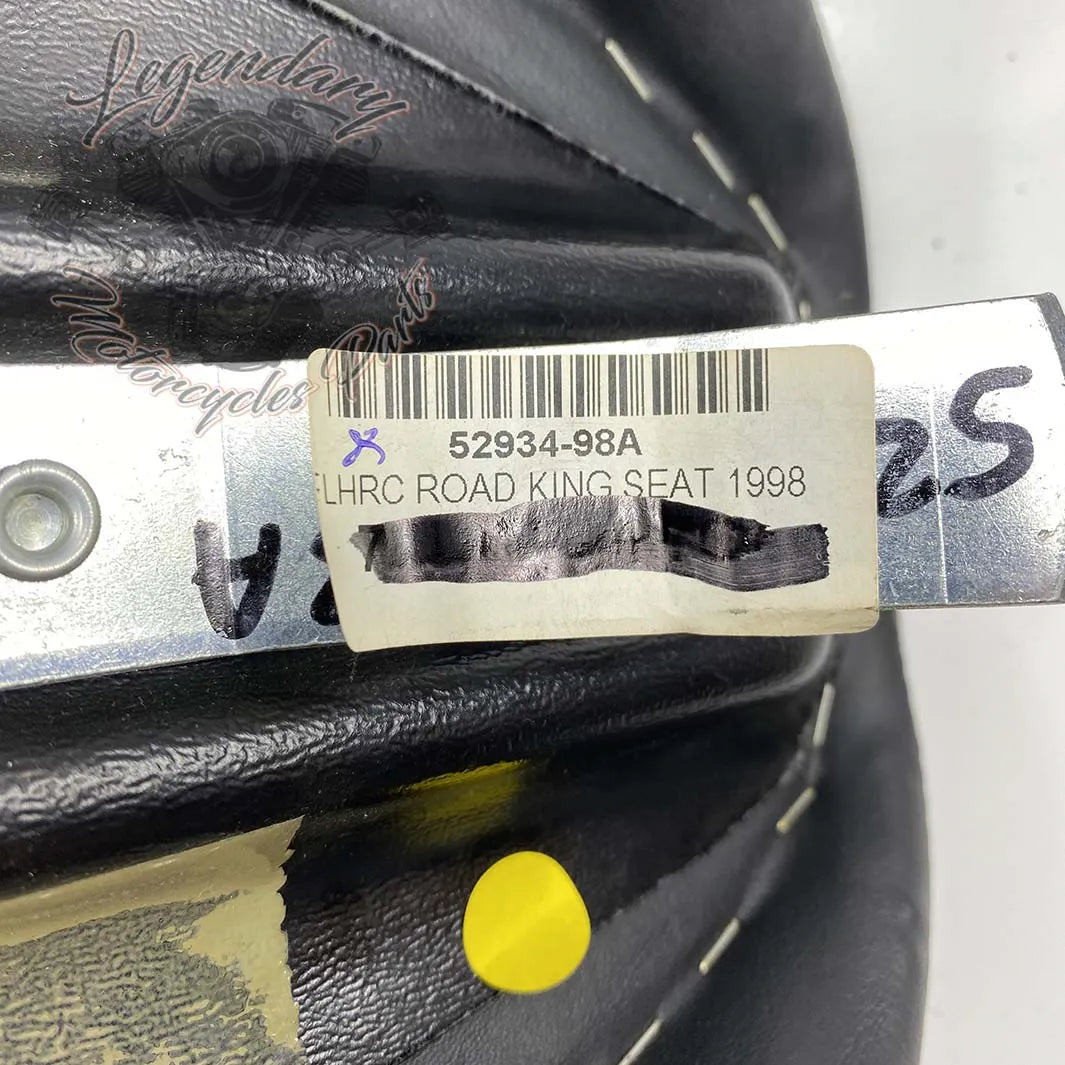 Legendary
Motorcycles Parts
52934-98A
FLHRC ROAD KING SEAT 1998